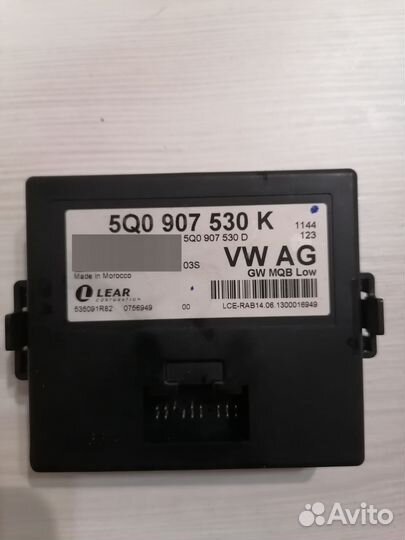 5Q0 907 530 K
1144
5Q0 907 530 D
123
VW AG
03S
GW MQB Low
Made in Morocco
LEAR
CORPORATION
535091R82
0756949
00
LCE-RAB14.06.1300016949
Avito